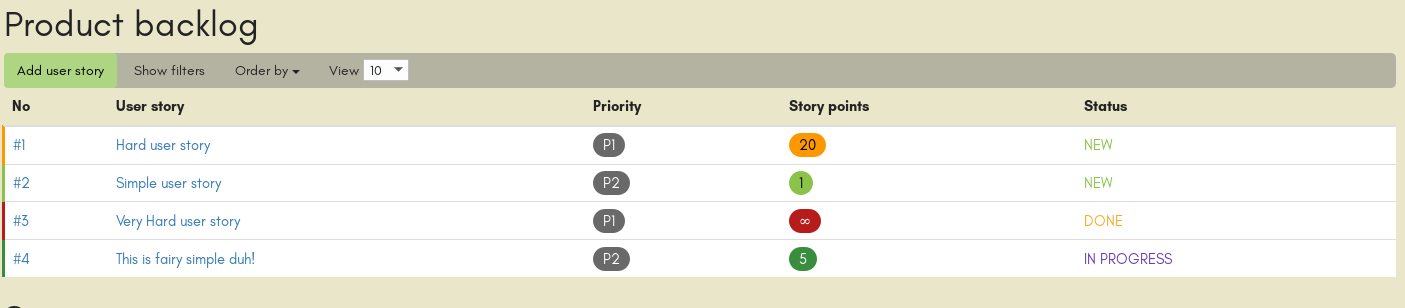 Product backlog
Add user story Show filters Order by View 10
No User story Priority Story points Status
#1 Hard user story P1 20 NEW
#2 Simple user story P2 1 NEW
#3 Very Hard user story P1 ∞ DONE
#4 This is fairy simple duh! P2 5 IN PROGRESS